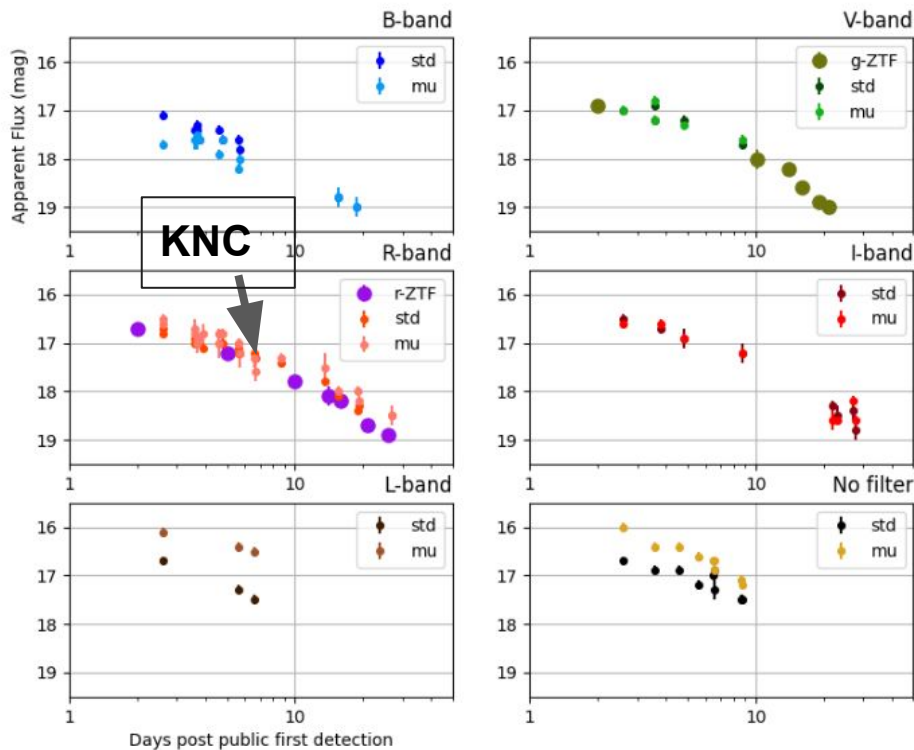 B-band
16
17
18
19
1
10
std
mu
Apparent Flux (mag)
V-band
16
17
18
19
1
10
g-ZTF
std
mu
KNC
R-band
16
17
18
19
1
10
r-ZTF
std
mu
I-band
16
17
18
19
1
10
std
mu
L-band
16
17
18
19
1
10
std
mu
Days post public first detection
No filter
16
17
18
19
1
10
std
mu